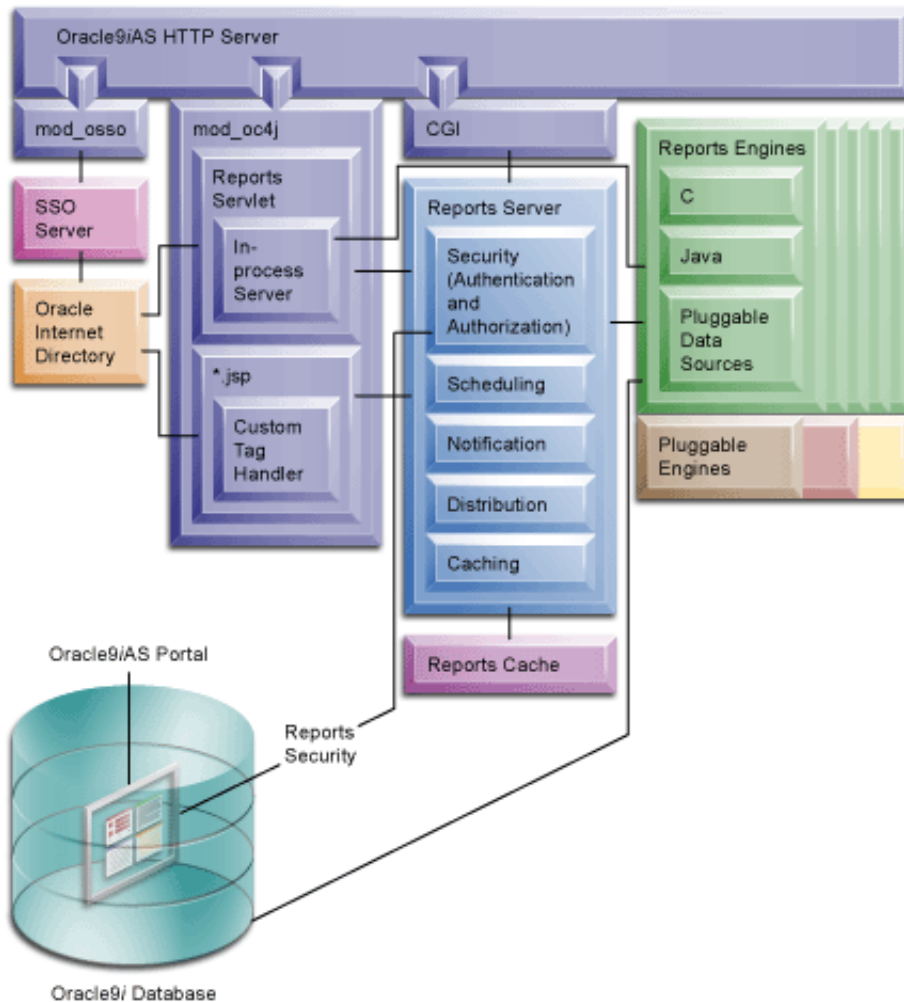 Oracle9iAS HTTP Server
mod_osso
mod_oc4j
CGI
SSO
Server
Oracle
Internet
Directory
Reports
Servlet
In-
process
Server
*.jsp
Custom
Tag
Handler
Reports Server
Security
(Authentication
and
Authorization)
Scheduling
Notification
Distribution
Caching
Reports Cache
Reports Engines
C
Java
Pluggable
Data
Sources
Pluggable
Engines
Oracle9iAS Portal
Reports
Security
Oracle9i Database